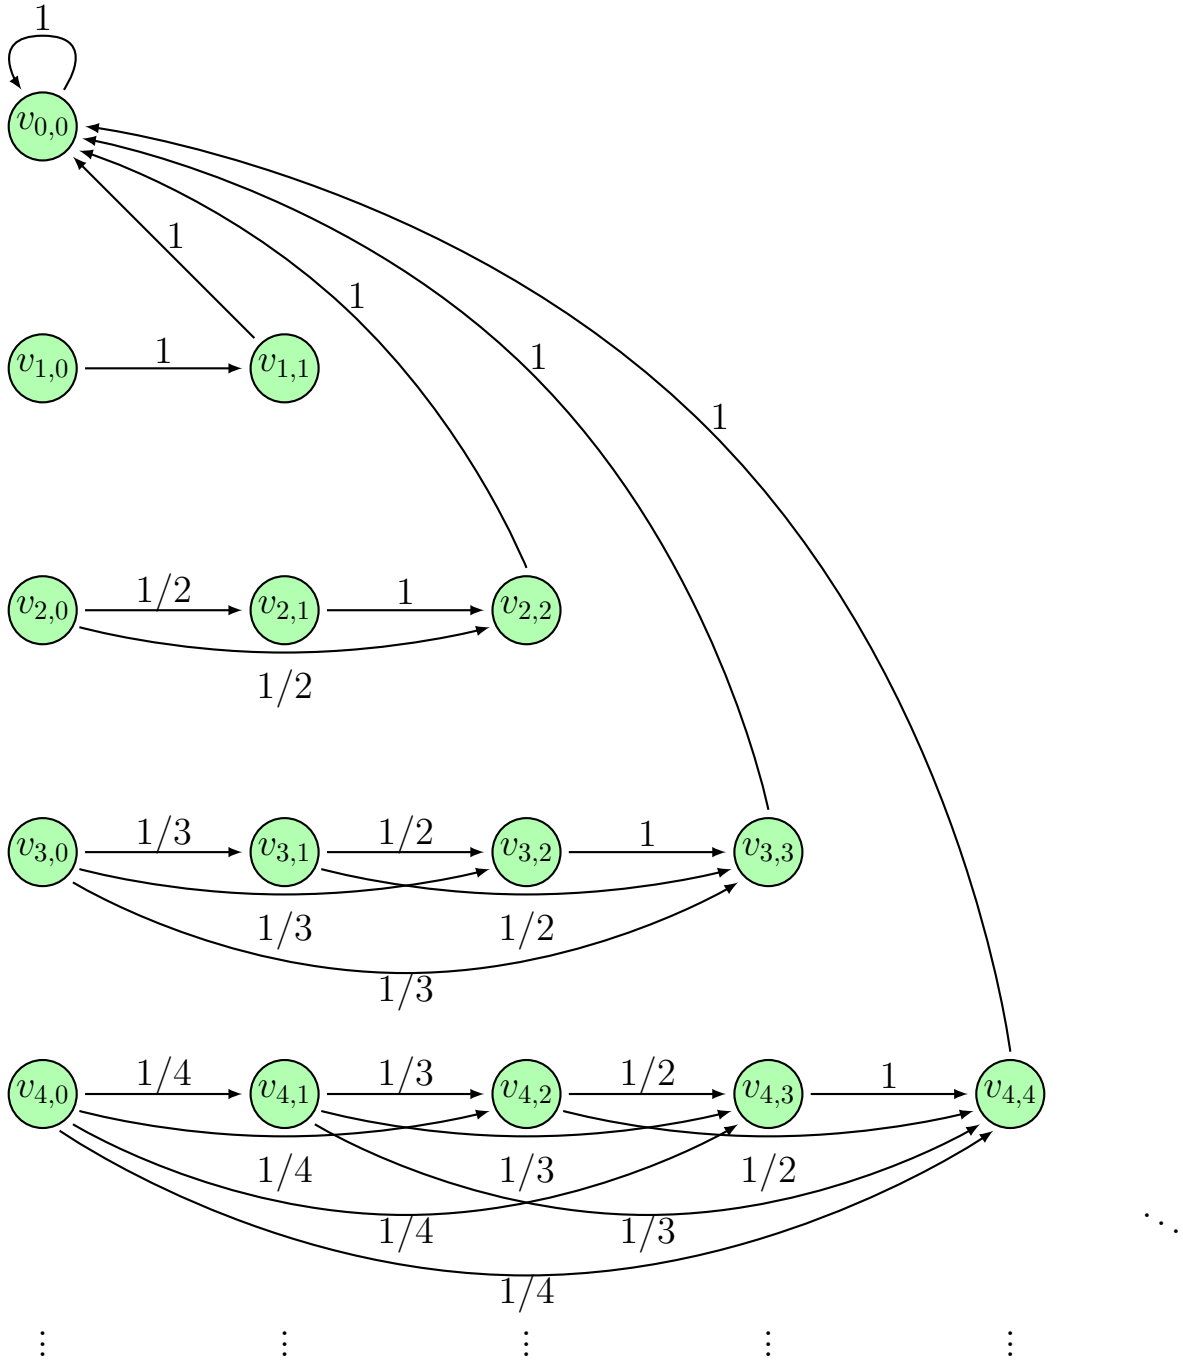 1
v0,0
1
1
1
1
v1,0 1 v1,1
v2,0 1/2 v2,1 1 v2,2
1/2
v3,0 1/3 v3,1 1/2 v3,2 1 v3,3
1/3 1/2
1/3
v4,0 1/4 v4,1 1/3 v4,2 1/2 v4,3 1 v4,4
1/4 1/3 1/2
1/4 1/3 ⋱
1/4
⋮ ⋮ ⋮ ⋮ ⋮